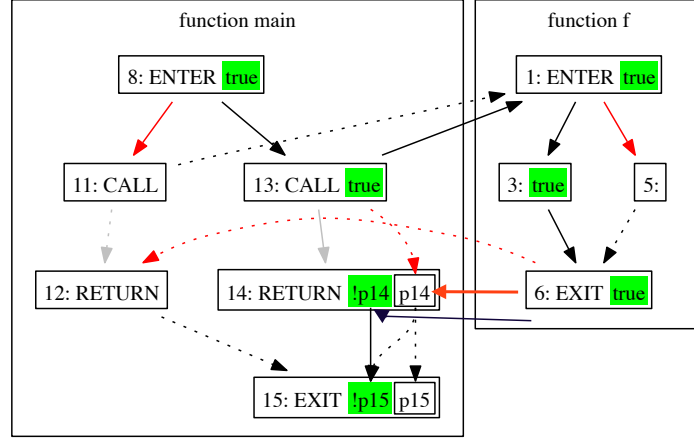 function main
function f
8: ENTER true
1: ENTER true
11: CALL
13: CALL true
3: true
5:
12: RETURN
14: RETURN !p14 p14
6: EXIT true
15: EXIT !p15 p15